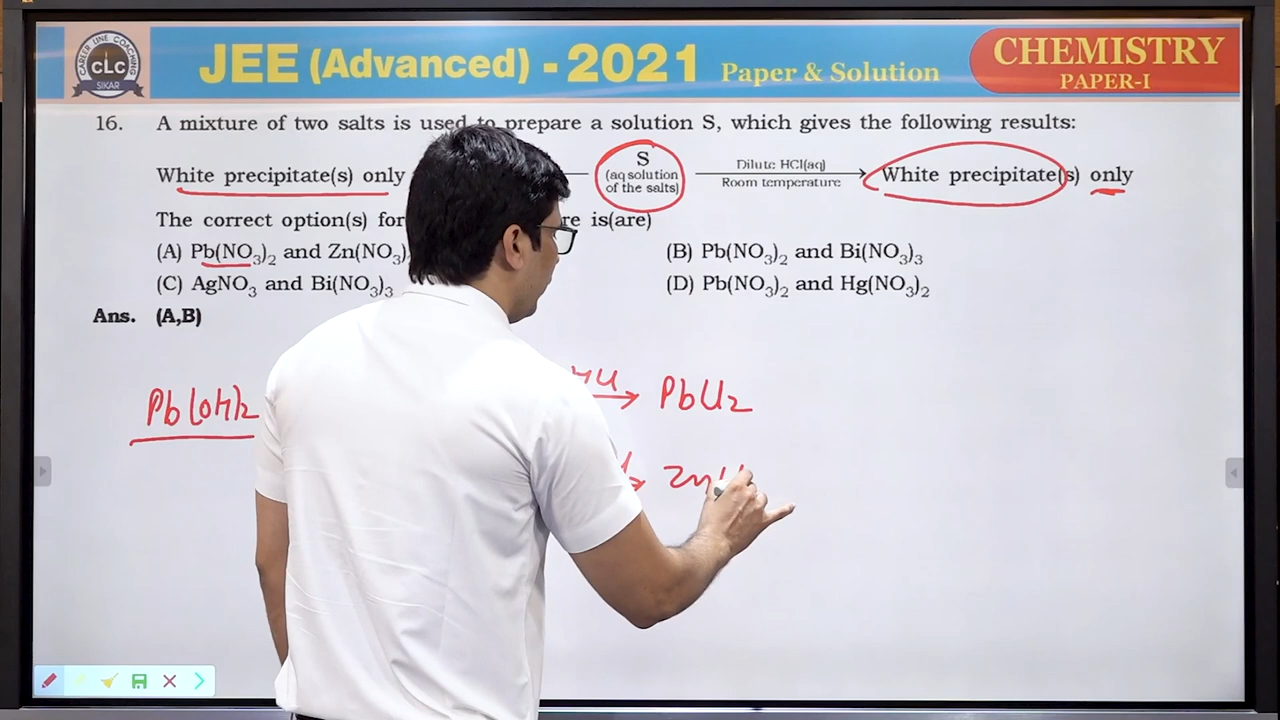 CAREER LINE COACHING
CLC
SIKAR
JEE (Advanced) - 2021 Paper & Solution
CHEMISTRY
PAPER-I
16. A mixture of two salts is used to prepare a solution S, which gives the following results:
White precipitate(s) only
S
(aq solution
of the salts)
Dilute HCl(aq)
Room temperature
White precipitate(s) only
The correct option(s) for is(are)
(A) Pb(NO3)2 and Zn(NO3)
(B) Pb(NO3)2 and Bi(NO3)3
(C) AgNO3 and Bi(NO3)3
(D) Pb(NO3)2 and Hg(NO3)2
Ans. (A,B)
Pb(OH)2
PbCl2